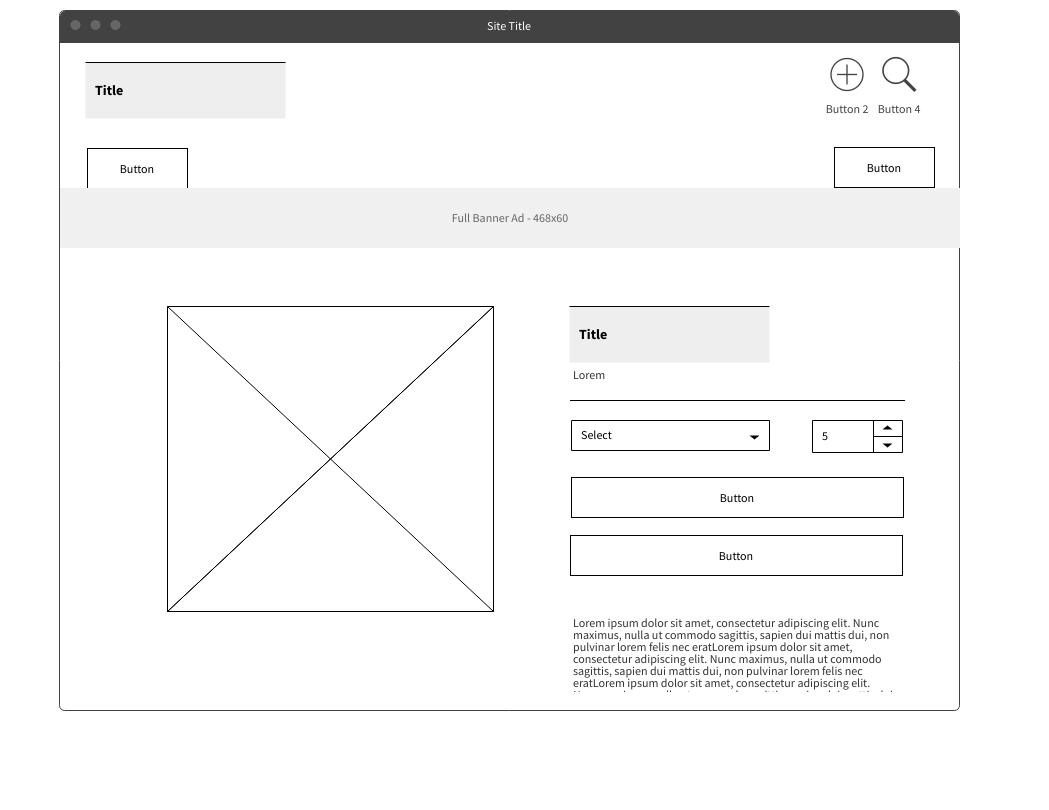 Site Title
Title
Button 2
Button 4
Button
Button
Full Banner Ad - 468x60
Title
Lorem
Select
5
Button
Button
Lorem ipsum dolor sit amet, consectetur adipiscing elit. Nunc
maximus, nulla ut commodo sagittis, sapien dui mattis dui, non
pulvinar lorem felis nec eratLorem ipsum dolor sit amet,
consectetur adipiscing elit. Nunc maximus, nulla ut commodo
sagittis, sapien dui mattis dui, non pulvinar lorem felis nec
eratLorem ipsum dolor sit amet, consectetur adipiscing elit.